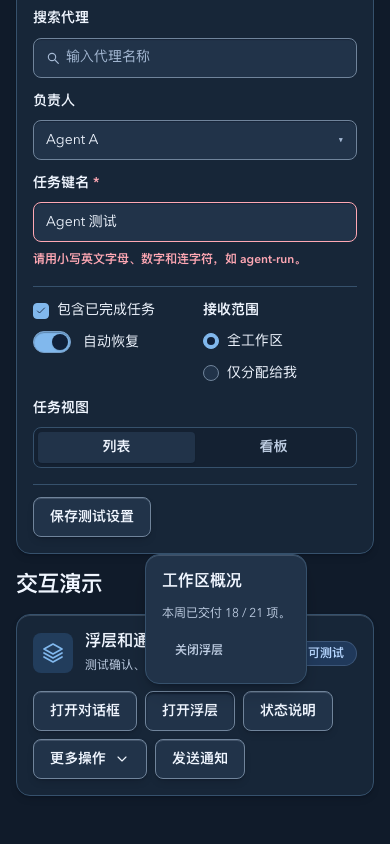 搜索代理
输入代理名称
负责人
Agent A
任务键名 *
Agent 测试
请用小写英文字母、数字和连字符，如 agent-run。
包含已完成任务
自动恢复
接收范围
全工作区
仅分配给我
任务视图
列表
看板
保存测试设置
交互演示
工作区概况
本周已交付 18 / 21 项。
关闭浮层
浮层和通
测试确认、
可测试
打开对话框
打开浮层
状态说明
更多操作
发送通知